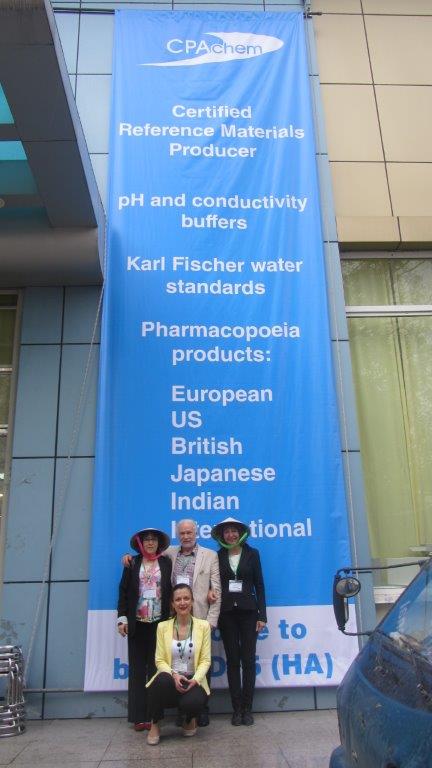 CPAchem
Certified
Reference Materials
Producer
pH and conductivity
buffers
Karl Fischer water
standards
Pharmacopoeia
products:
European
US
British
Japanese
Indian
to
(HA)